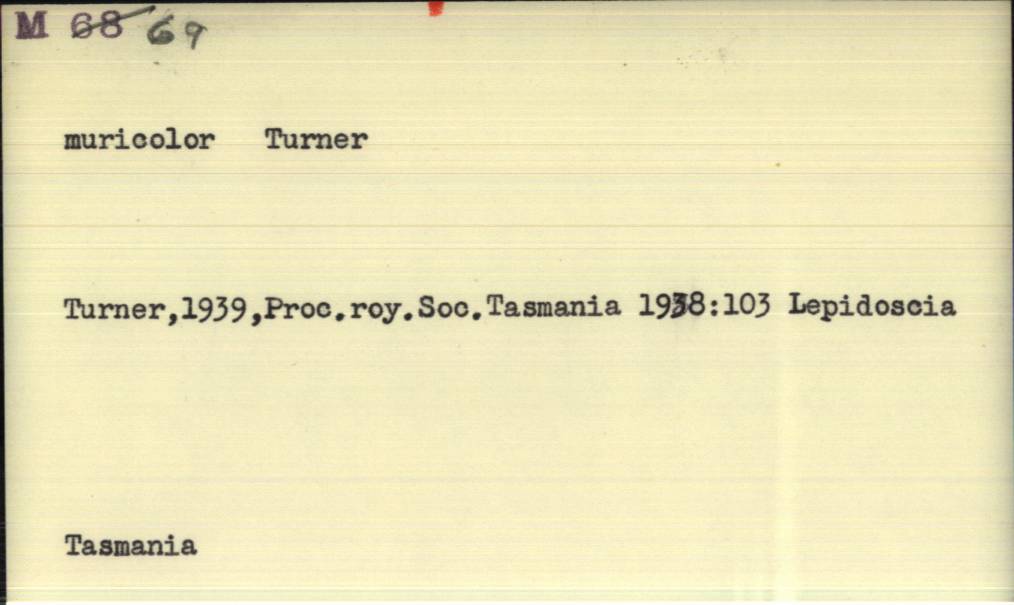 M 68 69
muricolor Turner
Turner,1939,Proc.roy.Soc.Tasmania 1938:103 Lepidoscia
Tasmania